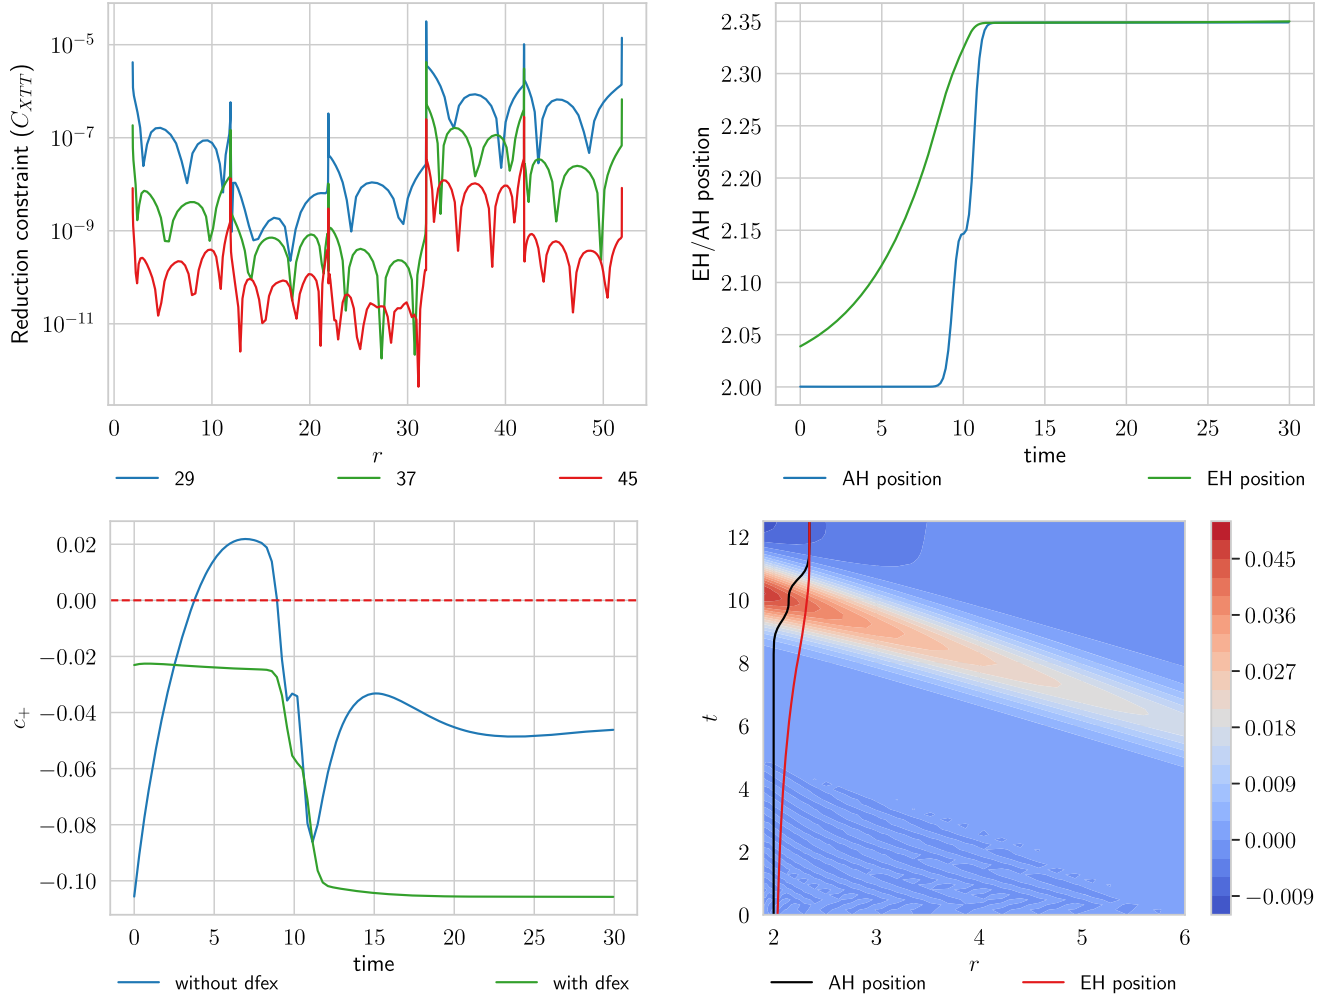 Reduction constraint (C_XTT)
10⁻⁵
10⁻⁷
10⁻⁹
10⁻¹¹
0 10 20 30 40 50
r
29 37 45
EH/AH position
2.35
2.30
2.25
2.20
2.15
2.10
2.05
2.00
0 5 10 15 20 25 30
time
AH position EH position
c₊
0.02
0.00
−0.02
−0.04
−0.06
−0.08
−0.10
0 5 10 15 20 25 30
time
without dfex with dfex
t
12
10
8
6
4
2
0
2 3 4 5 6
r
AH position EH position
0.045
0.036
0.027
0.018
0.009
0.000
−0.009